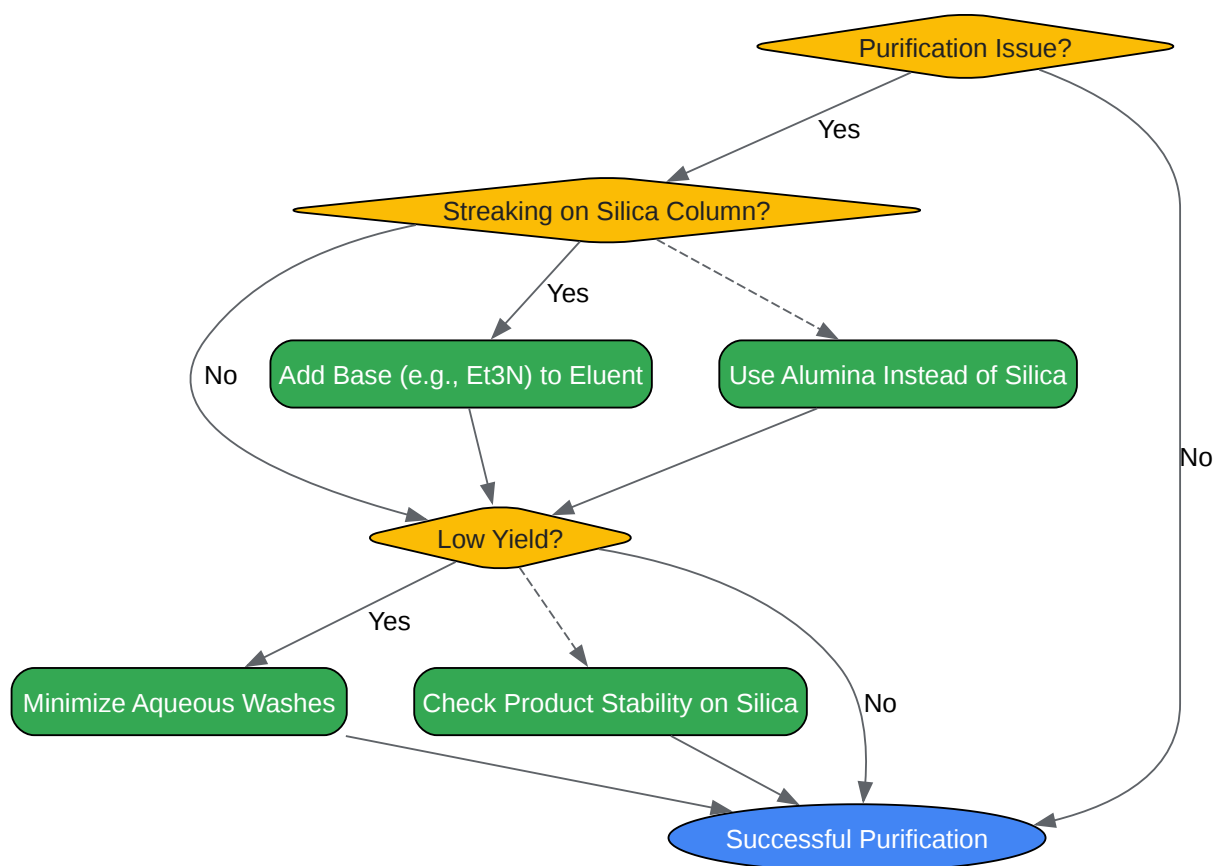 Purification Issue?
Yes
Streaking on Silica Column?
Yes
No
Add Base (e.g., Et3N) to Eluent
Use Alumina Instead of Silica
No
Low Yield?
Yes
Minimize Aqueous Washes
Check Product Stability on Silica
No
Successful Purification